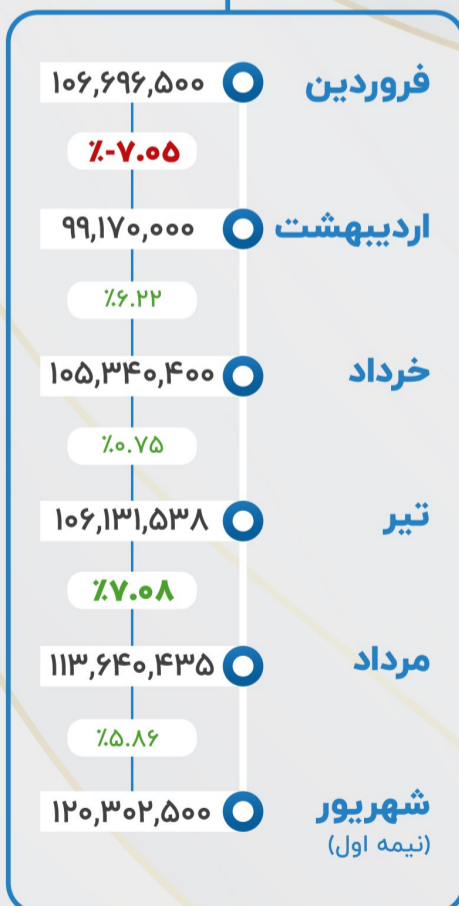 فروردین ۱۰۶,۶۹۶,۵۰۰
٪-۷.۰۵
اردیبهشت ۹۹,۱۷۰,۰۰۰
٪۶.۲۲
خرداد ۱۰۵,۳۴۰,۴۰۰
٪۰.۷۵
تیر ۱۰۶,۱۳۱,۵۳۸
٪۷.۰۸
مرداد ۱۱۳,۶۴۰,۴۳۵
٪۵.۸۶
شهریور ۱۲۰,۳۰۲,۵۰۰
(نیمه اول)